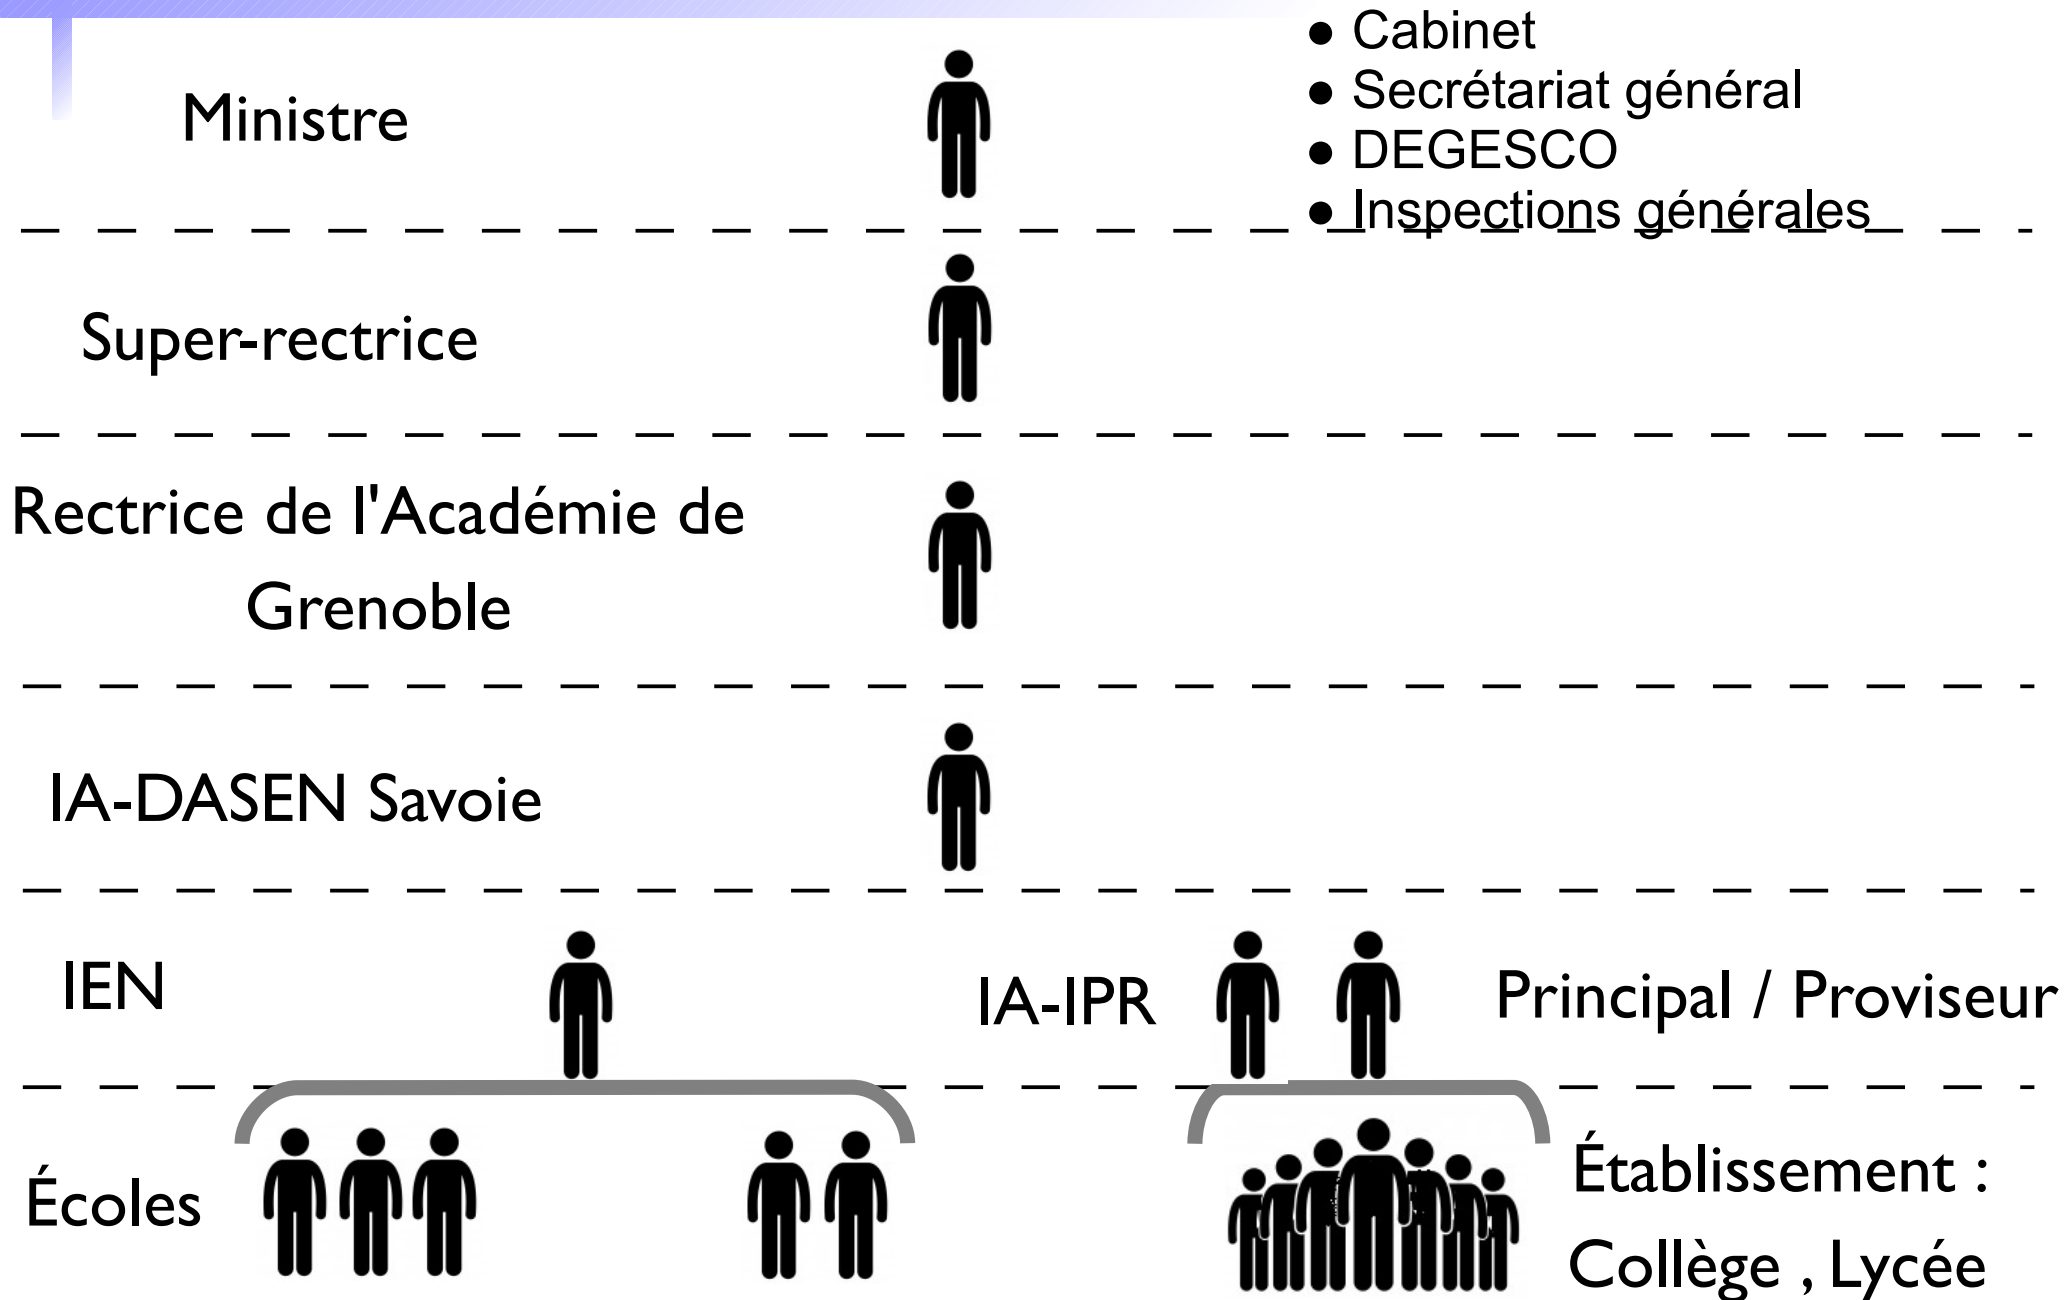 Ministre
● Cabinet
● Secrétariat général
● DEGESCO
● Inspections générales
Super-rectrice
Rectrice de l'Académie de
Grenoble
IA-DASEN Savoie
IEN
IA-IPR
Principal / Proviseur
Écoles
Établissement :
Collège , Lycée